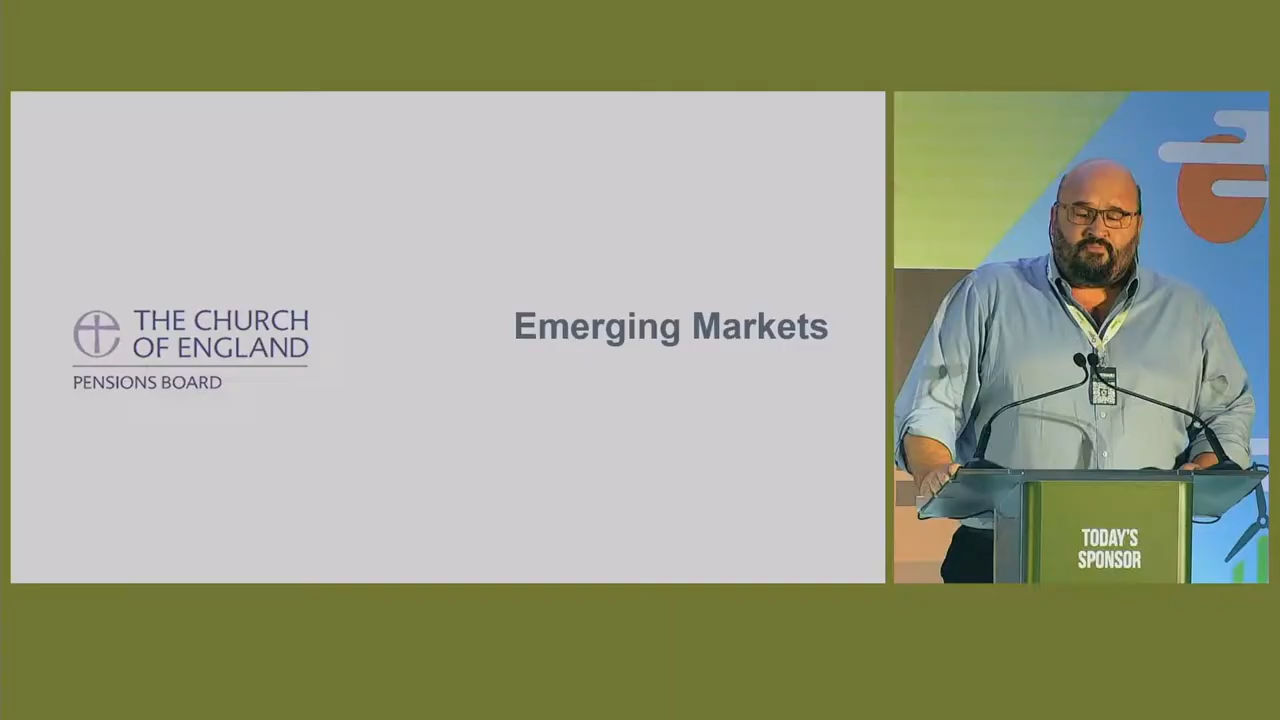 THE CHURCH
OF ENGLAND
PENSIONS BOARD
Emerging Markets
TODAY'S
SPONSOR